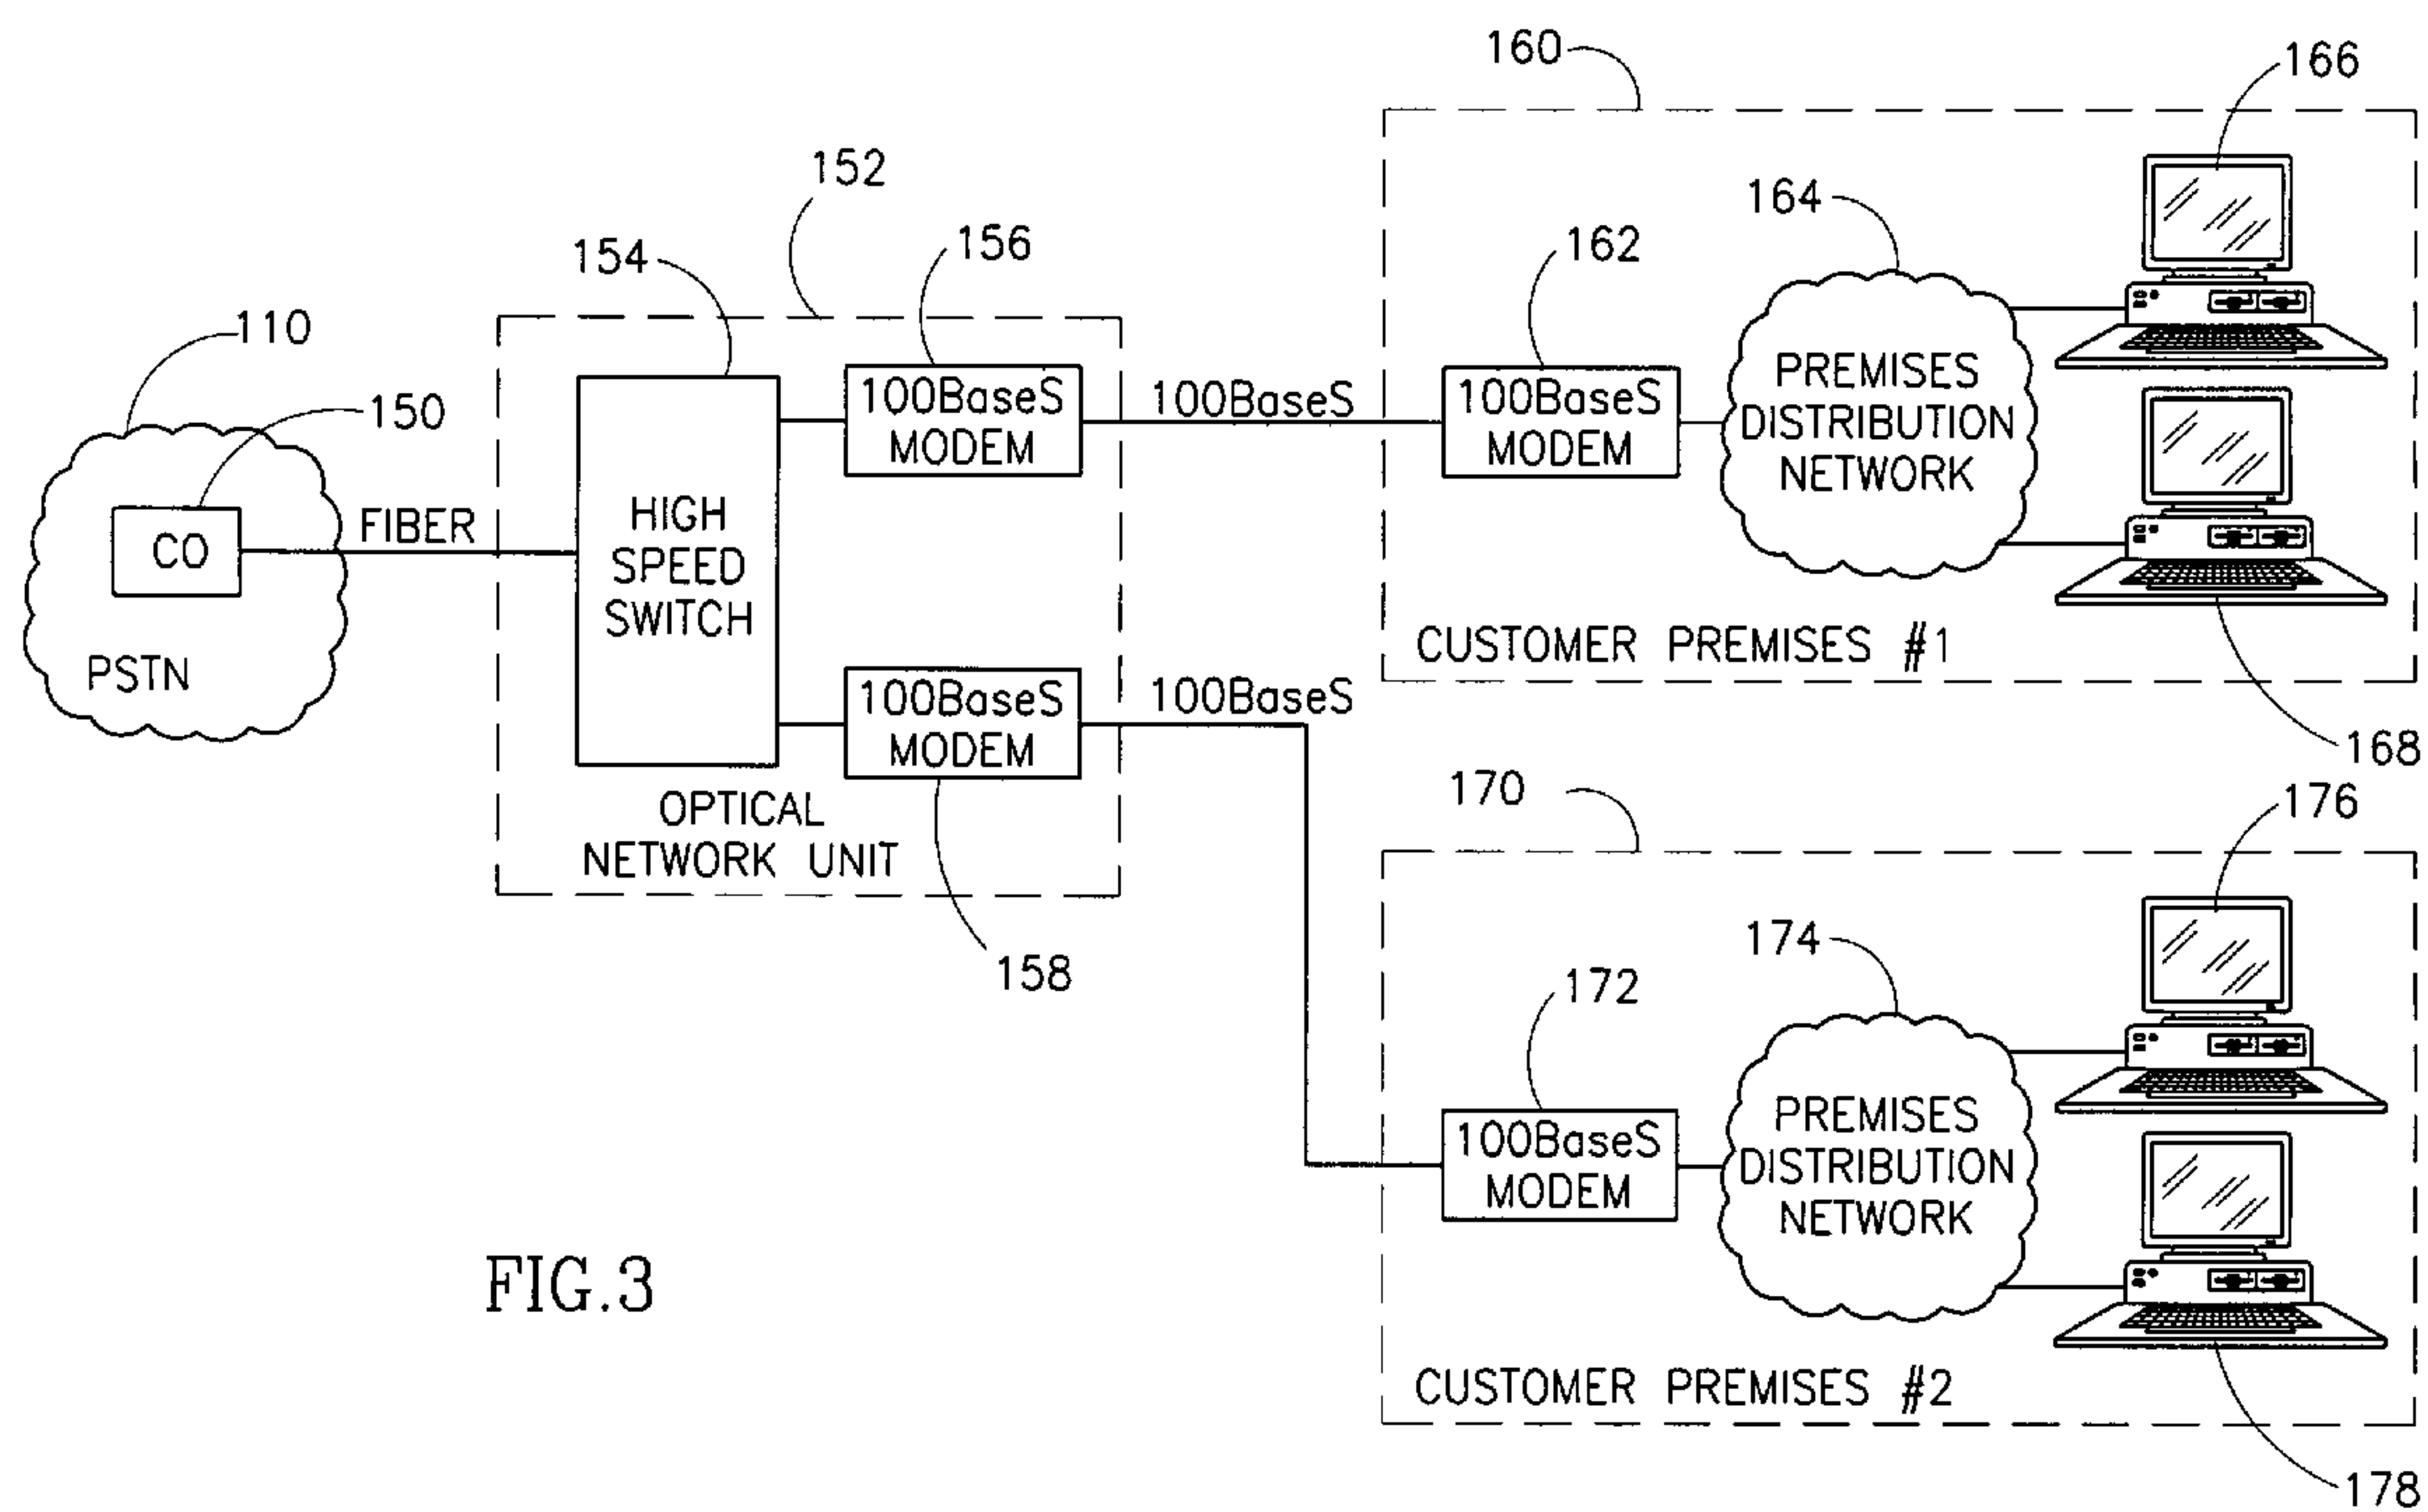 160
166
152
164
156
162
154
110
150
100BaseS
MODEM
100BaseS
100BaseS
MODEM
PREMISES
DISTRIBUTION
NETWORK
FIBER
CO
HIGH
SPEED
SWITCH
PSTN
CUSTOMER PREMISES #1
100BaseS
MODEM
100BaseS
168
OPTICAL
NETWORK UNIT
158
170
176
174
172
100BaseS
MODEM
PREMISES
DISTRIBUTION
NETWORK
CUSTOMER PREMISES #2
178
FIG.3